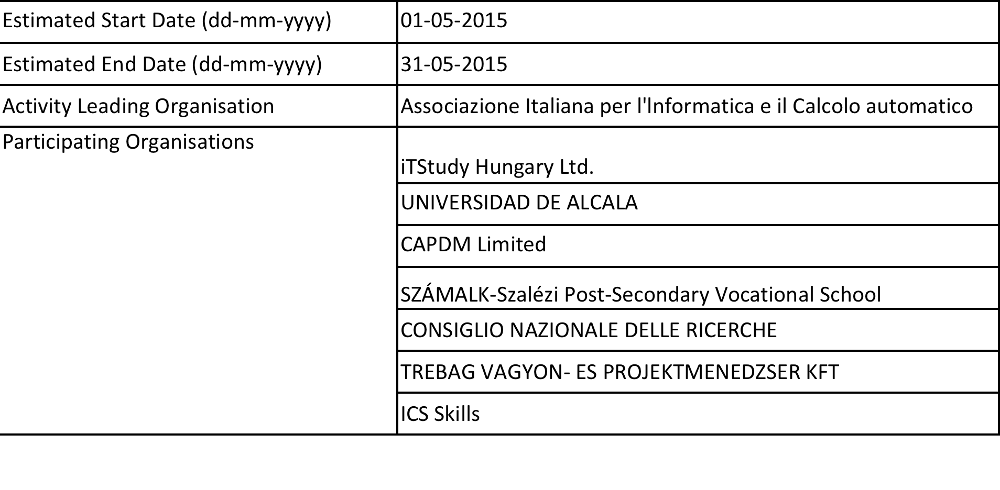 Estimated Start Date (dd-mm-yyyy) 01-05-2015
Estimated End Date (dd-mm-yyyy) 31-05-2015
Activity Leading Organisation Associazione Italiana per l'Informatica e il Calcolo automatico
Participating Organisations
iTStudy Hungary Ltd.
UNIVERSIDAD DE ALCALA
CAPDM Limited
SZÁMALK-Szalézi Post-Secondary Vocational School
CONSIGLIO NAZIONALE DELLE RICERCHE
TREBAG VAGYON- ES PROJEKTMENEDZSER KFT
ICS Skills